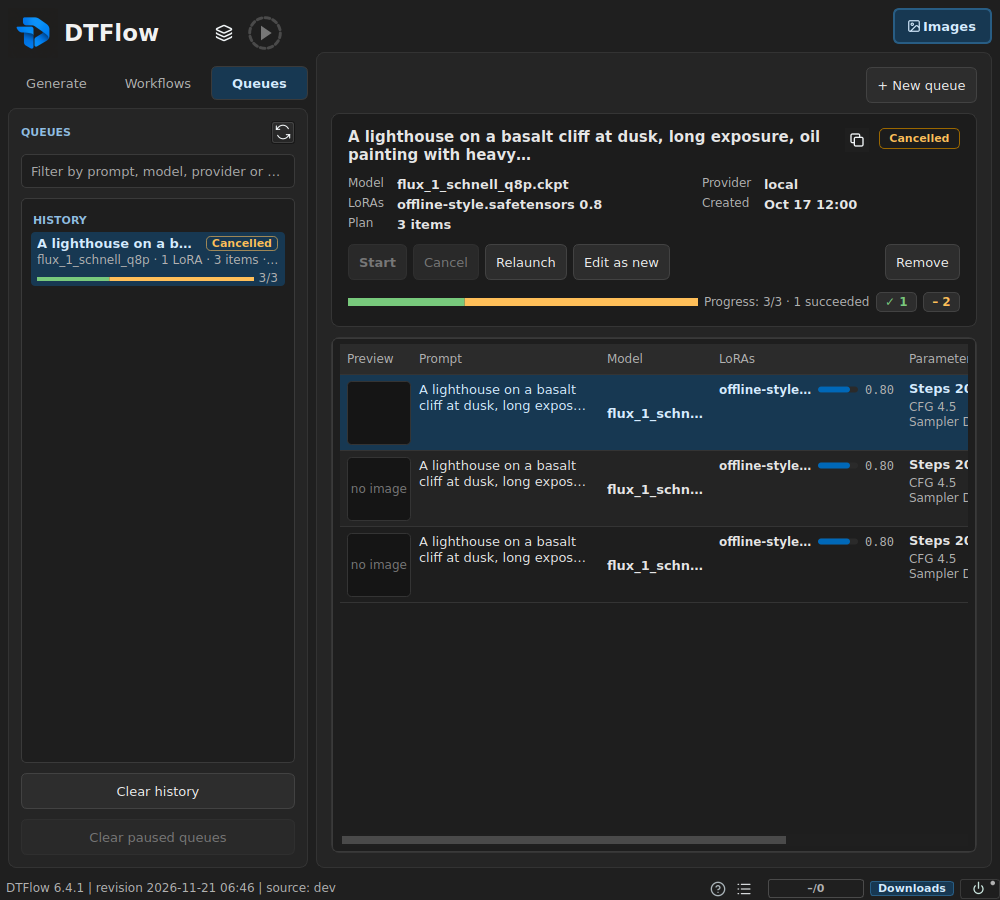 DTFlow
Images
Generate
Workflows
Queues
QUEUES
Filter by prompt, model, provider or ...
HISTORY
A lighthouse on a b... Cancelled
flux_1_schnell_q8p · 1 LoRA · 3 items ·...
3/3
Clear history
Clear paused queues
+ New queue
A lighthouse on a basalt cliff at dusk, long exposure, oil
painting with heavy...
Cancelled
Model flux_1_schnell_q8p.ckpt
Provider local
LoRAs offline-style.safetensors 0.8
Created Oct 17 12:00
Plan 3 items
Start
Cancel
Relaunch
Edit as new
Remove
Progress: 3/3 · 1 succeeded ✓ 1 – 2
Preview Prompt Model LoRAs Parameter
A lighthouse on a basalt
cliff at dusk, long expos...
flux_1_schn...
offline-style... 0.80
Steps 20
CFG 4.5
Sampler D
no image
A lighthouse on a basalt
cliff at dusk, long expos...
flux_1_schn...
offline-style... 0.80
Steps 20
CFG 4.5
Sampler D
no image
A lighthouse on a basalt
cliff at dusk, long expos...
flux_1_schn...
offline-style... 0.80
Steps 20
CFG 4.5
Sampler D
DTFlow 6.4.1 | revision 2026-11-21 06:46 | source: dev
–/0
Downloads